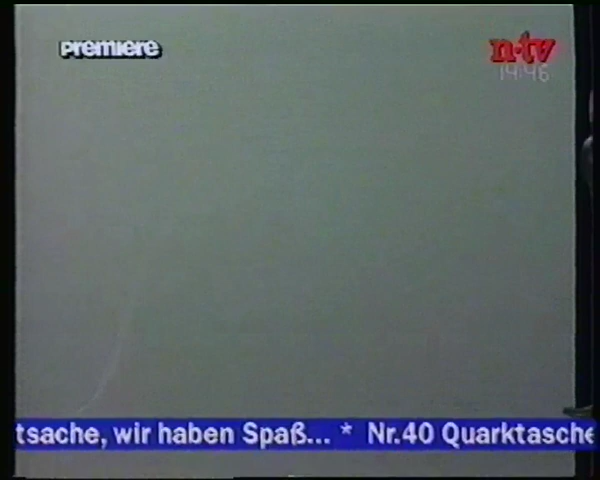 PREMIERE
n-tv
14:46
tsache, wir haben Spaß... * Nr.40 Quarktasche